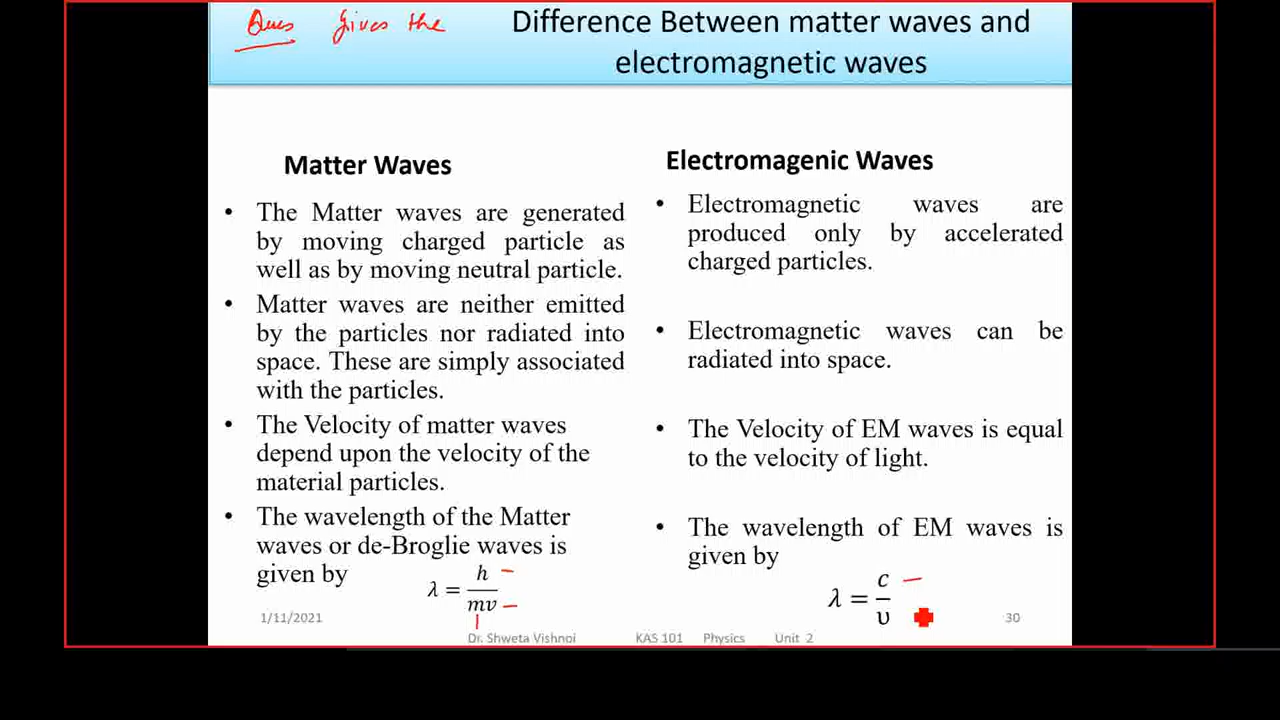 Ques Gives the
Difference Between matter waves and
electromagnetic waves
Matter Waves
• The Matter waves are generated
by moving charged particle as
well as by moving neutral particle.
• Matter waves are neither emitted
by the particles nor radiated into
space. These are simply associated
with the particles.
• The Velocity of matter waves
depend upon the velocity of the
material particles.
• The wavelength of the Matter
waves or de-Broglie waves is
given by
λ = h/mv
Electromagenic Waves
• Electromagnetic waves are
produced only by accelerated
charged particles.
• Electromagnetic waves can be
radiated into space.
• The Velocity of EM waves is equal
to the velocity of light.
• The wavelength of EM waves is
given by
λ = c/υ
1/11/2021
Dr. Shweta Vishnoi KAS 101 Physics Unit 2
30